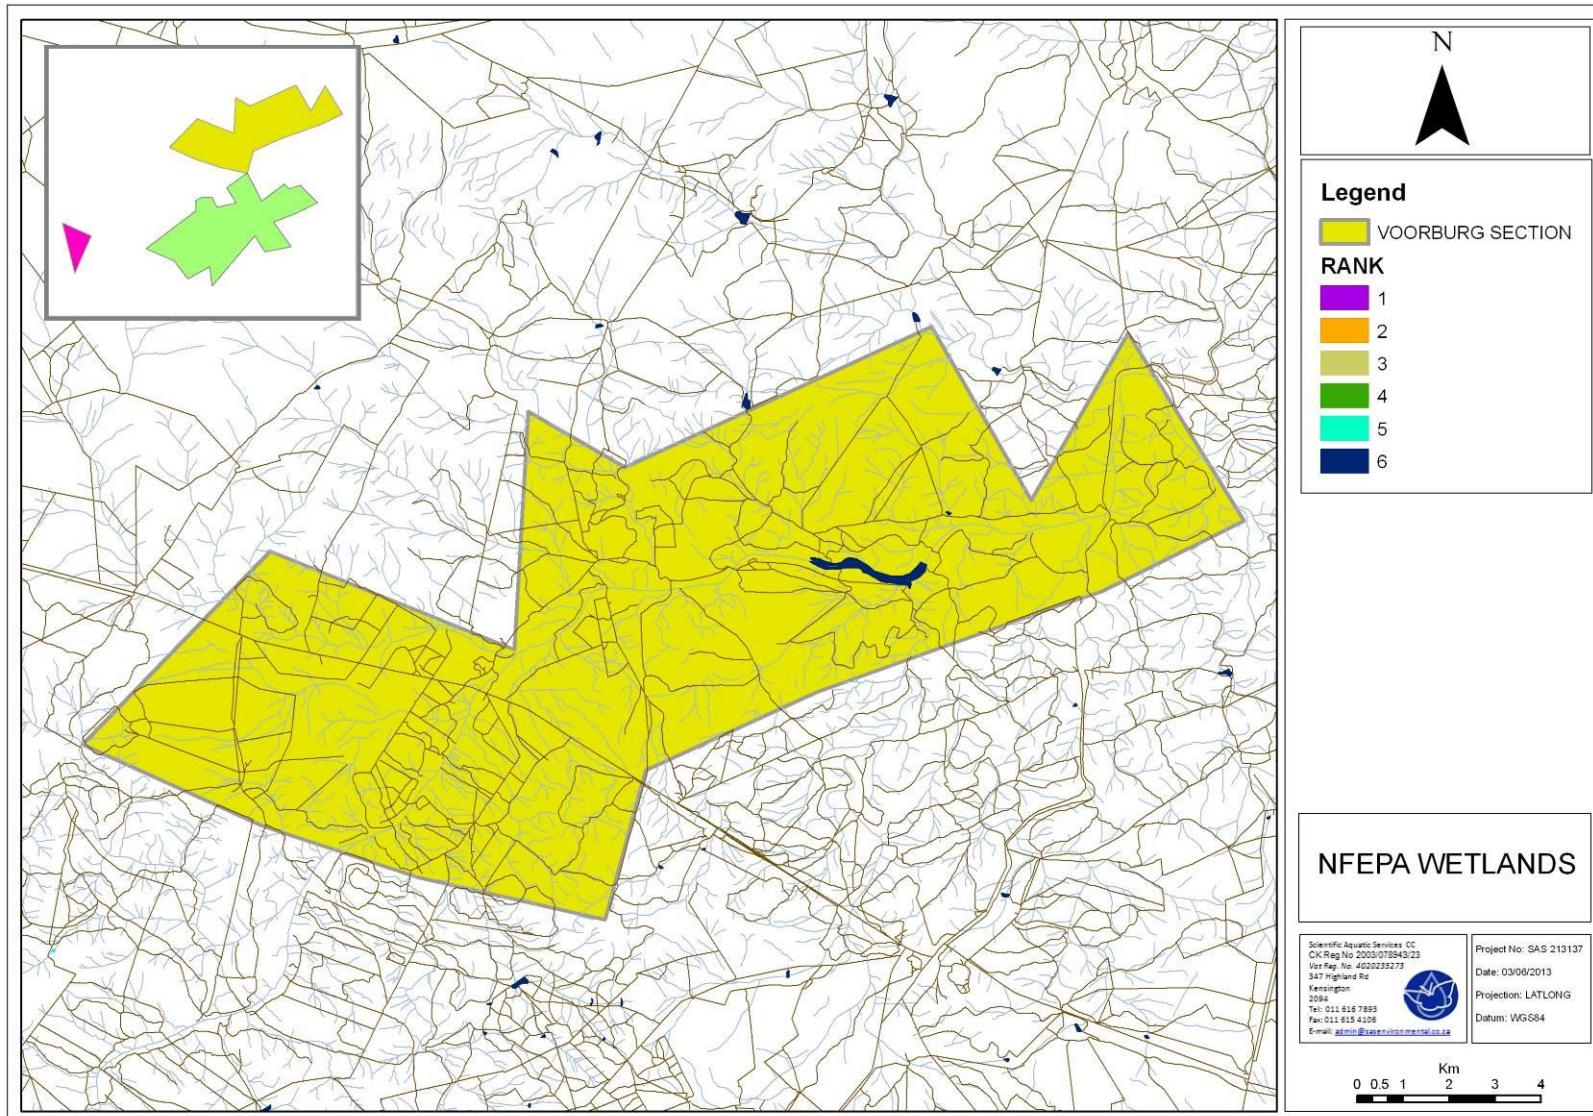 N
Legend
VOORBURG SECTION
RANK
1
2
3
4
5
6
NFEPA WETLANDS
Scientific Aquatic Services CC
CK Reg No 2003/078943/23
Vat Reg. No. 4020235273
347 Highland Rd
Kensington
2094
Tel: 011 616 7893
Fax: 011 615 4106
E-mail: admin@sasenvironmental.co.za
Project No: SAS 213137
Date: 03/06/2013
Projection: LATLONG
Datum: WGS84
Km
0 0.5 1 2 3 4